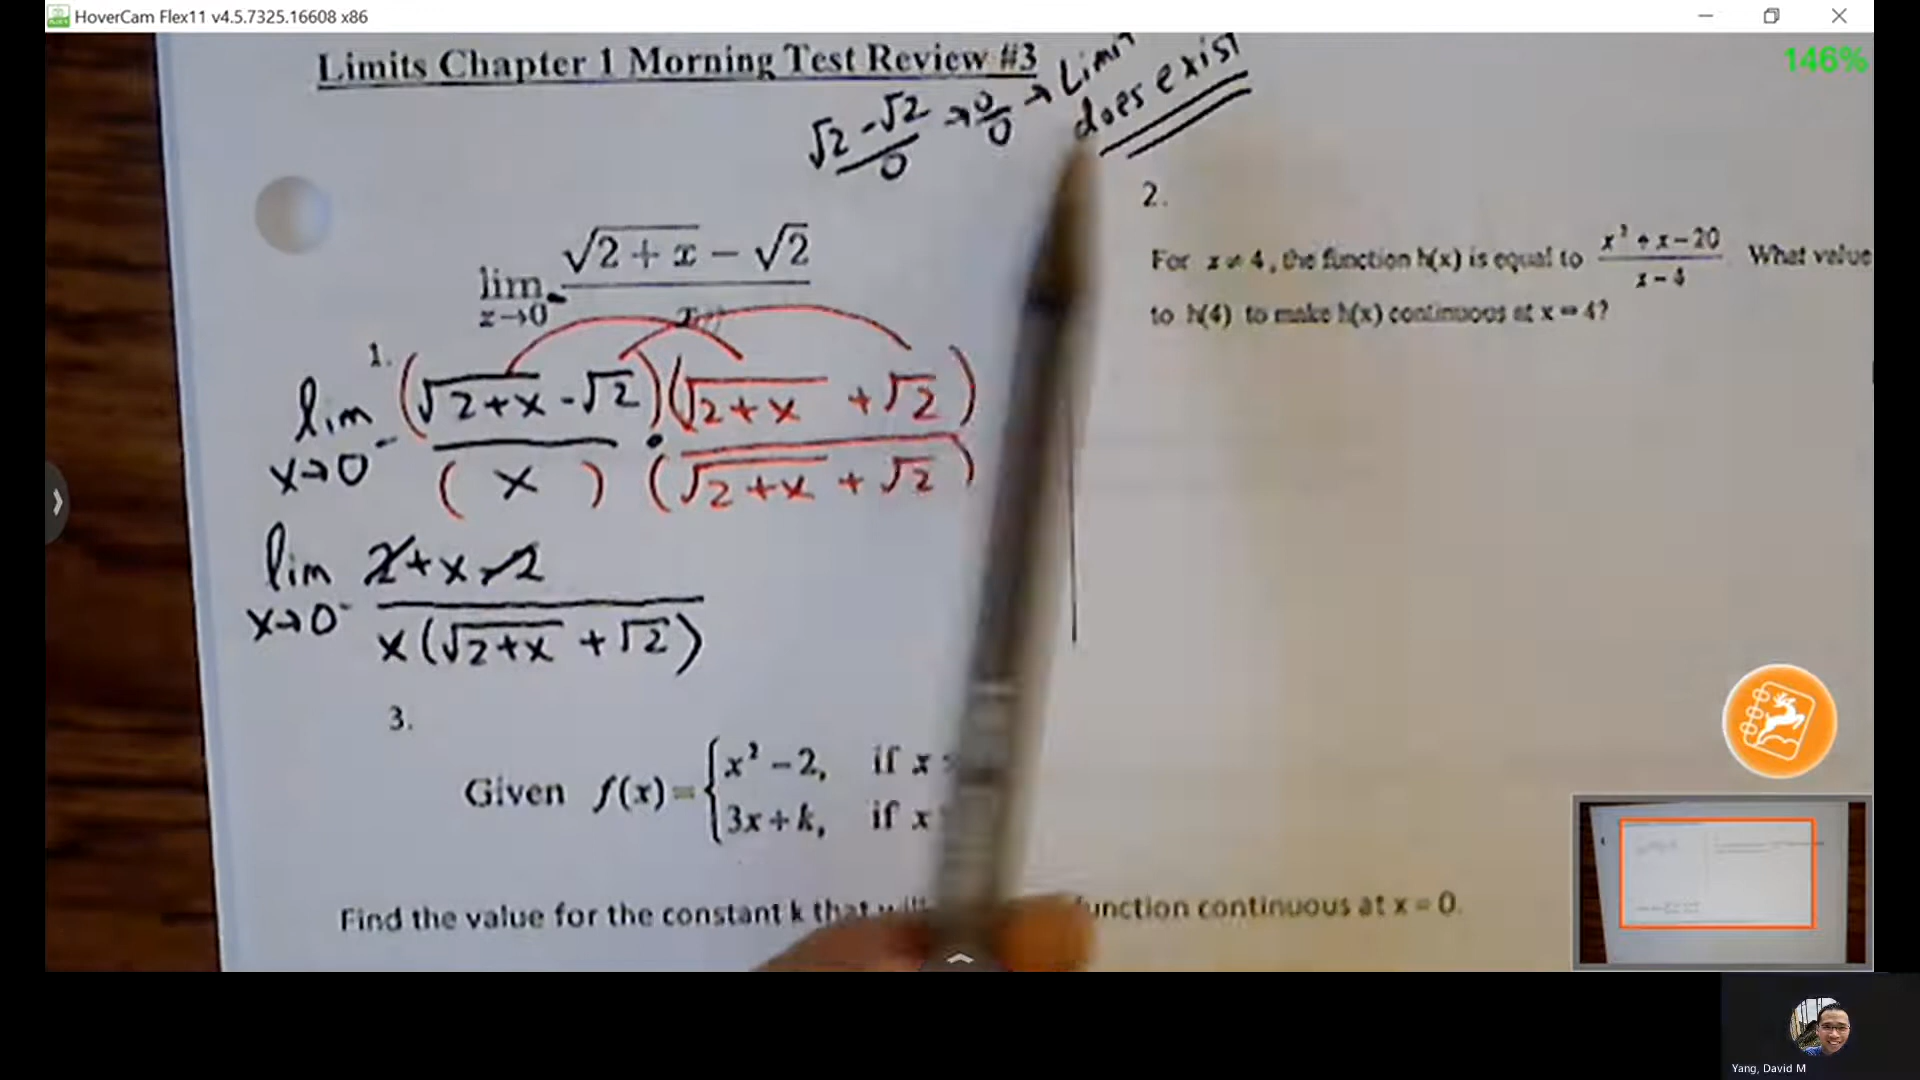 HoverCam Flex11 v4.5.7325.16608 x86
146%
Limits Chapter 1 Morning Test Review #3
√2 - √2 / 0 → 0/0 → Limit does exist
lim x→0⁻ (√(2+x) − √2) / x
1.
lim x→0⁻ (√(2+x) - √2)(√(2+x) + √2) / (x) · (√(2+x) + √2)
lim x→0⁻ 2+x-2 / x(√(2+x) + √2)
2.
For x ≠ 4, the function h(x) is equal to (x² + x − 20) / (x − 4) What value
to h(4) to make h(x) continuous at x = 4?
3.
Given f(x) = { x² − 2, if x
3x + k, if x
Find the value for the constant k that will function continuous at x = 0.
Yang, David M